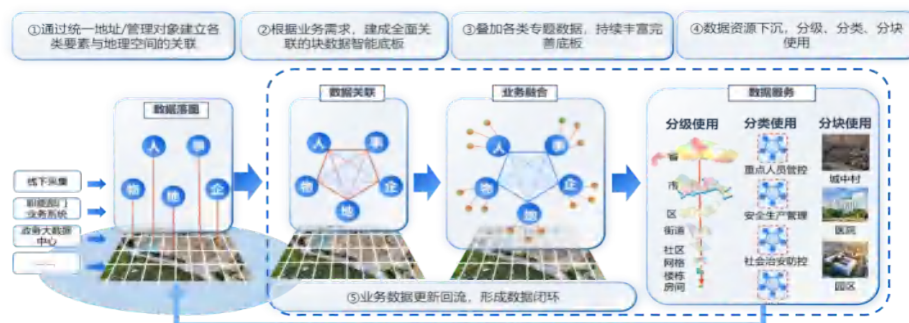 ①通过统一地址/管理对象建立各
类要素与地理空间的关联
②根据业务需求，建成全面关
联的块数据智能底板
③叠加各类专题数据，持续丰富完
善底板
④数据资源下沉，分级、分类、分块
使用
数据落图
人
事
物
地
企
线下采集
职能部门
业务系统
政务大数据
中心
数据关联
人
事
物
企
地
业务融合
人
事
物
企
地
数据服务
分级使用
分类使用
分块使用
省
市
区
街道
社区
网格
楼栋
房间
重点人员管控
安全生产管理
社会治安防控
城中村
医院
园区
⑤业务数据更新回流，形成数据闭环